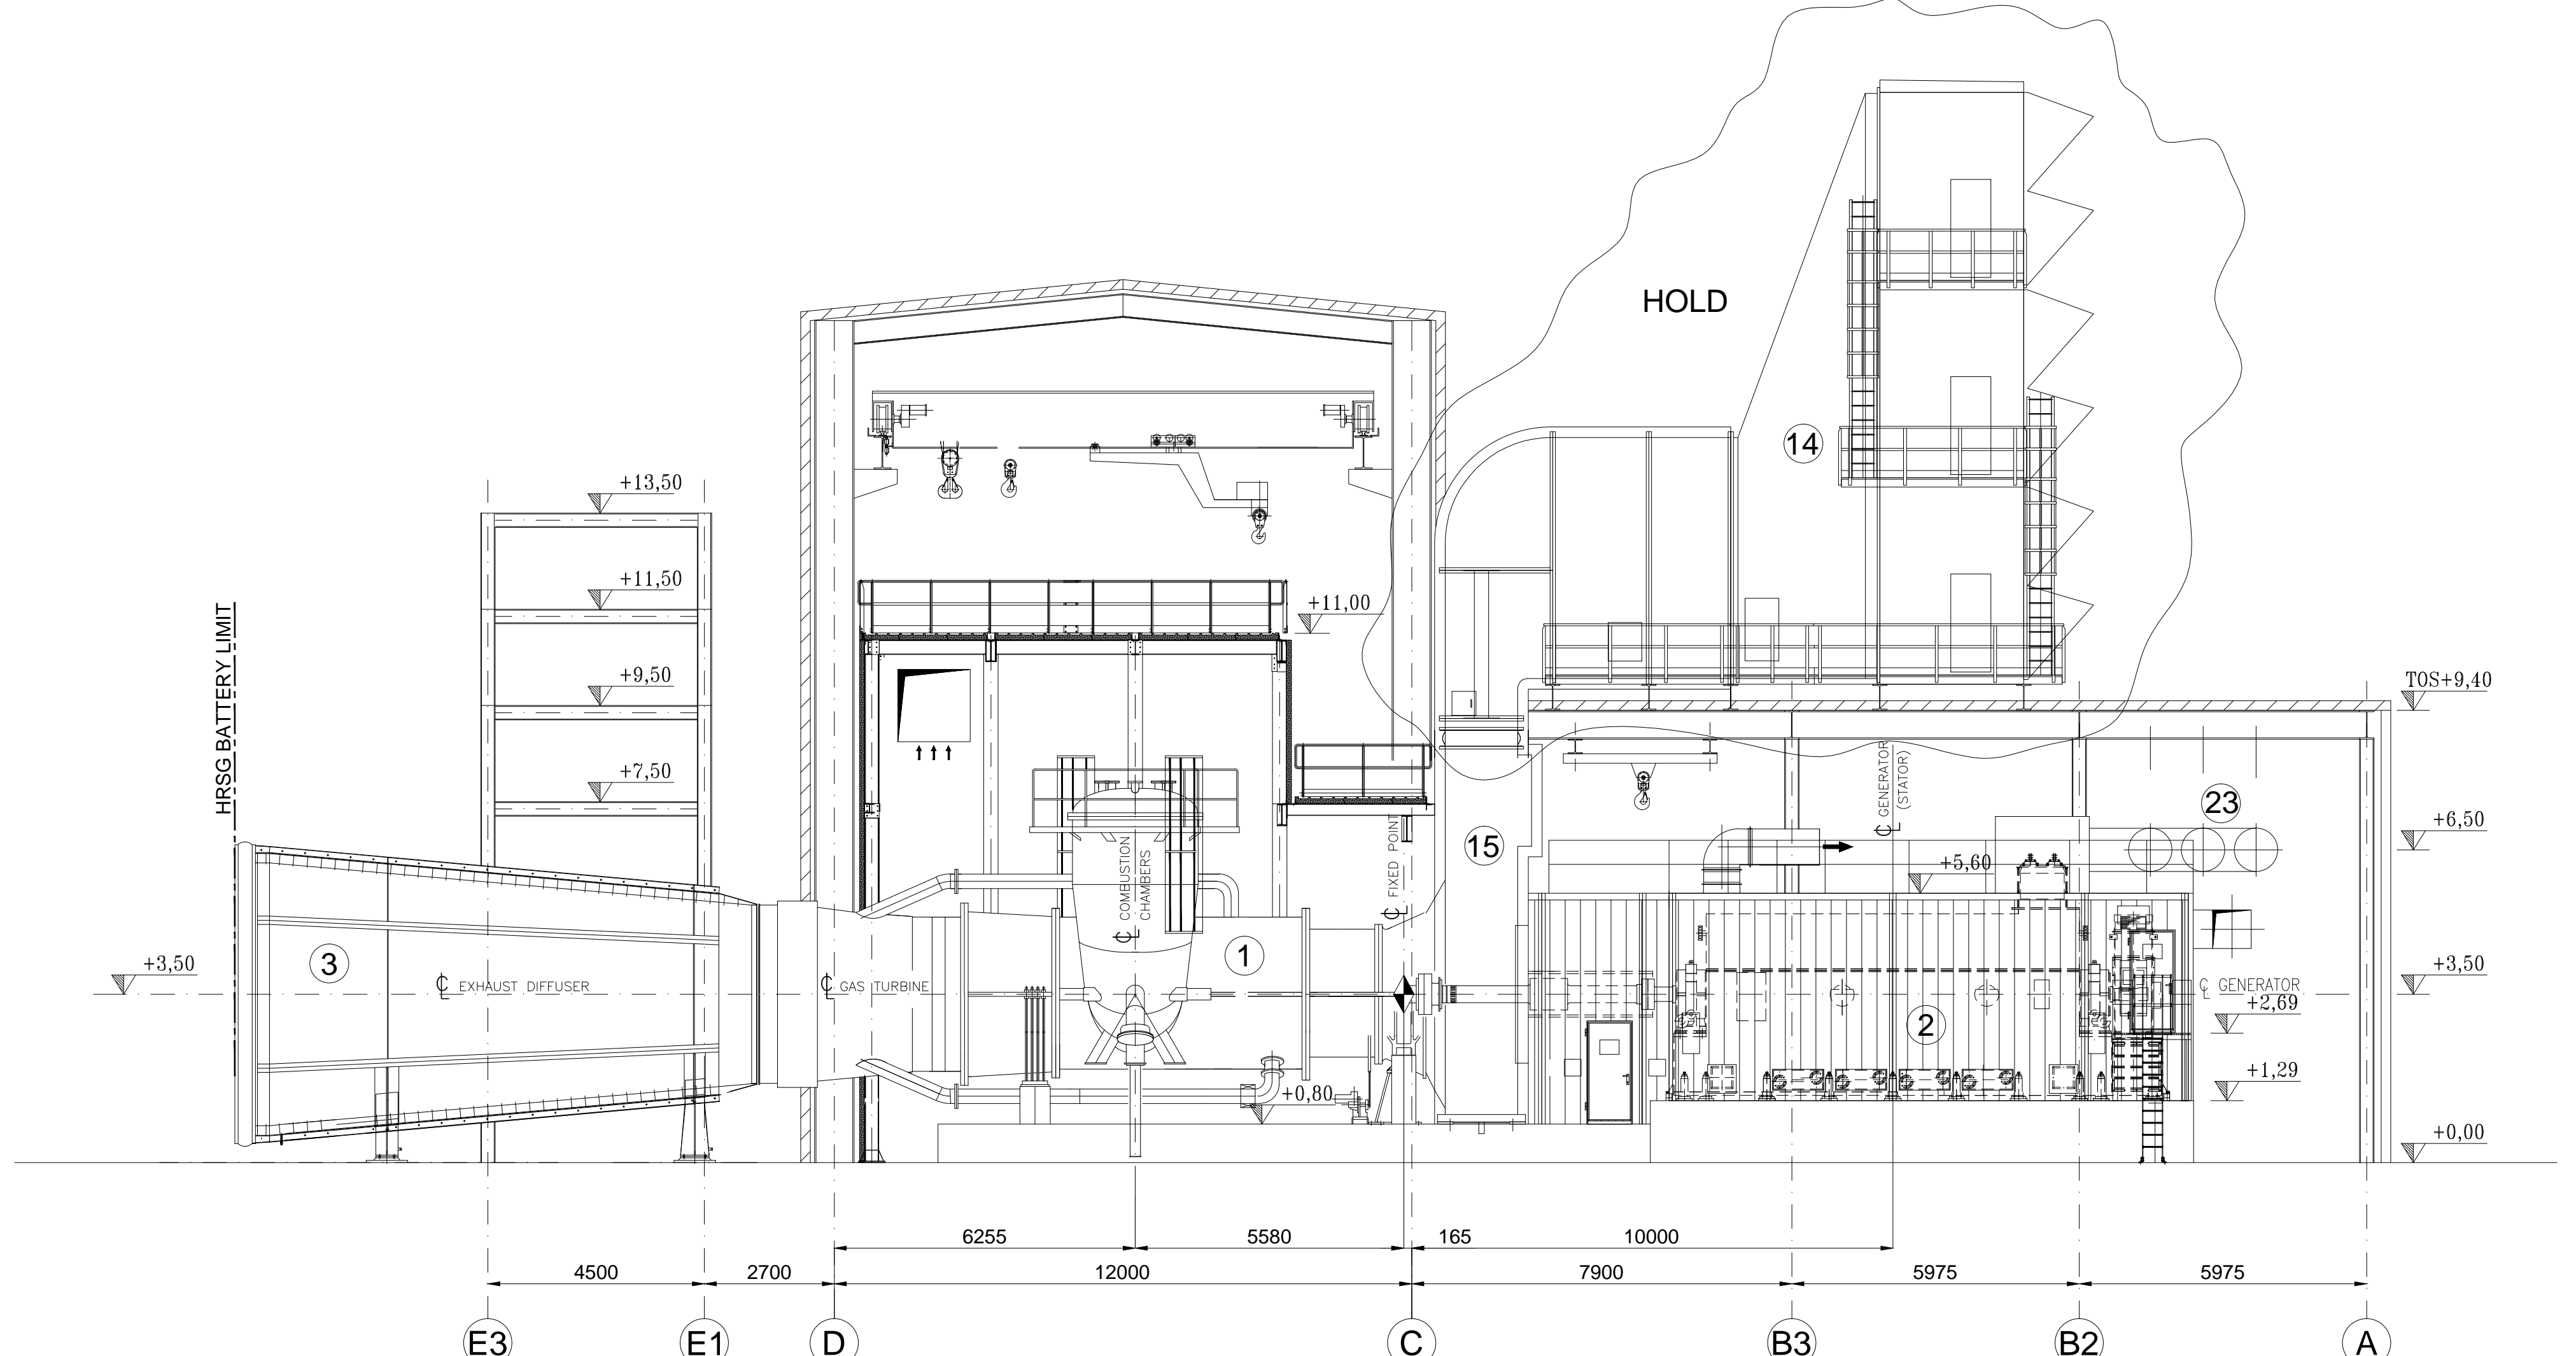 HOLD
14
+13,50
+11,50
+11,00
HRSG BATTERY LIMIT
+9,50
TOS+9,40
+7,50
℄ GENERATOR
(STATOR)
23
+6,50
℄ COMBUSTION
CHAMBERS
℄ FIXED POINT
15
+5,60
3
1
+3,50
℄ EXHAUST DIFFUSER
℄ GAS TURBINE
2
+3,50
℄ GENERATOR
+2,69
+1,29
+0,80
+0,00
6255
5580
165
10000
4500
2700
12000
7900
5975
5975
E3
E1
D
C
B3
B2
A